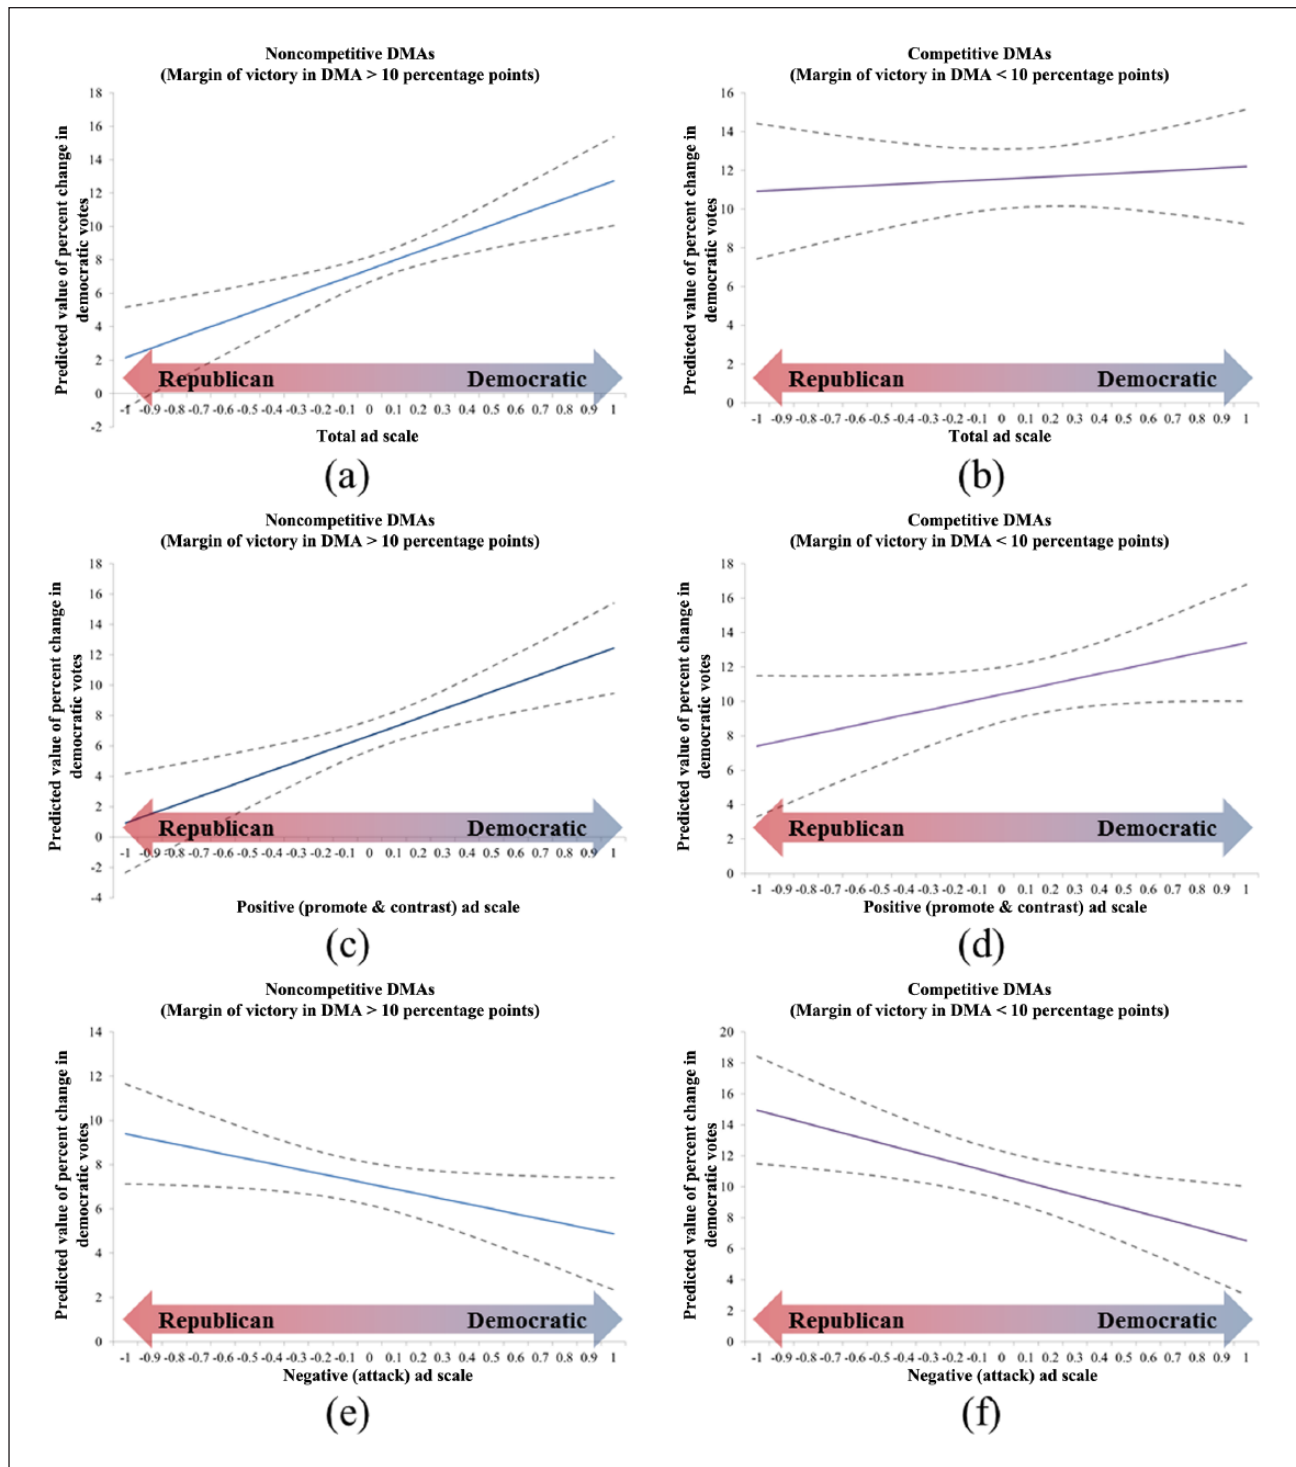 Noncompetitive DMAs
(Margin of victory in DMA > 10 percentage points)
Predicted value of percent change in
democratic votes
18
16
14
12
10
8
6
4
2
0
-2
Republican
Democratic
-1 -0.9 -0.8 -0.7 -0.6 -0.5 -0.4 -0.3 -0.2 -0.1 0 0.1 0.2 0.3 0.4 0.5 0.6 0.7 0.8 0.9 1
Total ad scale
(a)
Competitive DMAs
(Margin of victory in DMA < 10 percentage points)
Predicted value of percent change in
democratic votes
16
14
12
10
8
6
4
2
0
Republican
Democratic
-1 -0.9 -0.8 -0.7 -0.6 -0.5 -0.4 -0.3 -0.2 -0.1 0 0.1 0.2 0.3 0.4 0.5 0.6 0.7 0.8 0.9 1
Total ad scale
(b)
Noncompetitive DMAs
(Margin of victory in DMA > 10 percentage points)
Predicted value of percent change in
democratic votes
18
16
14
12
10
8
6
4
2
0
-2
-4
Republican
Democratic
-1 -0.9 -0.8 -0.7 -0.6 -0.5 -0.4 -0.3 -0.2 -0.1 0 0.1 0.2 0.3 0.4 0.5 0.6 0.7 0.8 0.9 1
Positive (promote & contrast) ad scale
(c)
Competitive DMAs
(Margin of victory in DMA < 10 percentage points)
Predicted value of percent change in
democratic votes
18
16
14
12
10
8
6
4
2
0
Republican
Democratic
-1 -0.9 -0.8 -0.7 -0.6 -0.5 -0.4 -0.3 -0.2 -0.1 0 0.1 0.2 0.3 0.4 0.5 0.6 0.7 0.8 0.9 1
Positive (promote & contrast) ad scale
(d)
Noncompetitive DMAs
(Margin of victory in DMA > 10 percentage points)
Predicted value of percent change in
democratic votes
14
12
10
8
6
4
2
0
Republican
Democratic
-1 -0.9 -0.8 -0.7 -0.6 -0.5 -0.4 -0.3 -0.2 -0.1 0 0.1 0.2 0.3 0.4 0.5 0.6 0.7 0.8 0.9 1
Negative (attack) ad scale
(e)
Competitive DMAs
(Margin of victory in DMA < 10 percentage points)
Predicted value of percent change in
democratic votes
20
18
16
14
12
10
8
6
4
2
0
Republican
Democratic
-1 -0.9 -0.8 -0.7 -0.6 -0.5 -0.4 -0.3 -0.2 -0.1 0 0.1 0.2 0.3 0.4 0.5 0.6 0.7 0.8 0.9 1
Negative (attack) ad scale
(f)